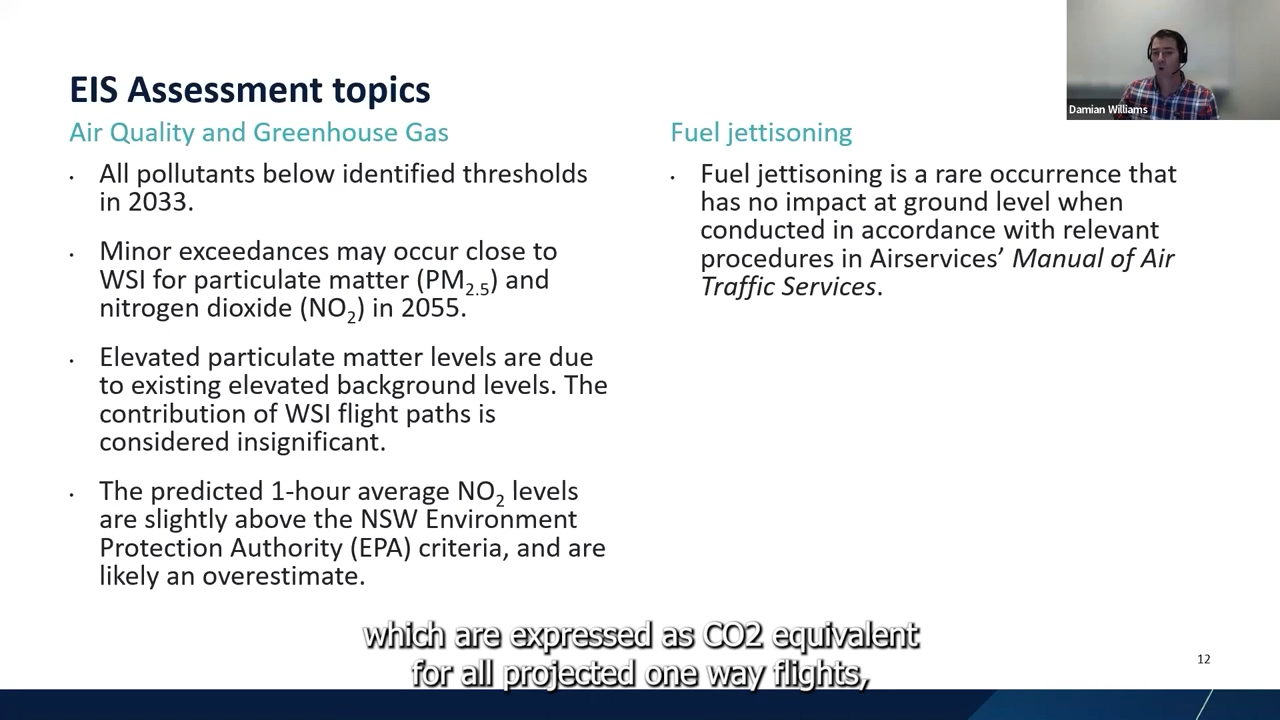 EIS Assessment topics
Air Quality and Greenhouse Gas
• All pollutants below identified thresholds
in 2033.
• Minor exceedances may occur close to
WSI for particulate matter (PM2.5) and
nitrogen dioxide (NO2) in 2055.
• Elevated particulate matter levels are due
to existing elevated background levels. The
contribution of WSI flight paths is
considered insignificant.
• The predicted 1-hour average NO2 levels
are slightly above the NSW Environment
Protection Authority (EPA) criteria, and are
likely an overestimate.
Fuel jettisoning
• Fuel jettisoning is a rare occurrence that
has no impact at ground level when
conducted in accordance with relevant
procedures in Airservices’ Manual of Air
Traffic Services.
Damian Williams
which are expressed as CO2 equivalent
for all projected one way flights,
12